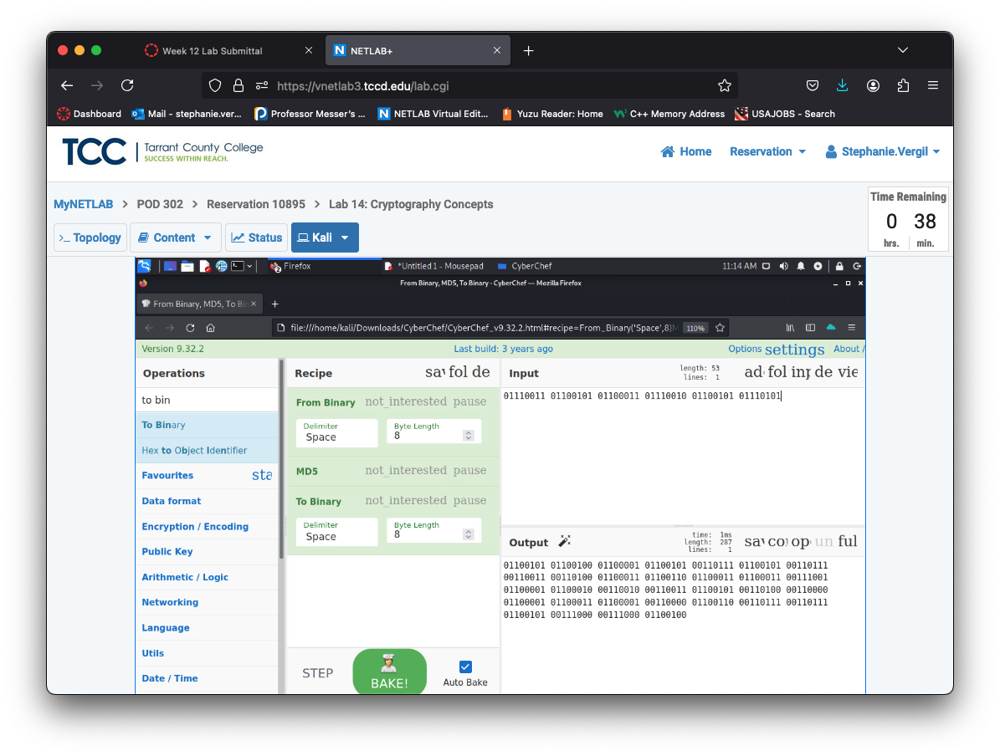 Week 12 Lab Submittal
NETLAB+
https://vnetlab3.tccd.edu/lab.cgi
Dashboard Mail - stephanie.ver... Professor Messer's ... NETLAB Virtual Edit... Yuzu Reader: Home C++ Memory Address USAJOBS - Search
TCC Tarrant County College
SUCCESS WITHIN REACH.
Home Reservation Stephanie.Vergil
MyNETLAB > POD 302 > Reservation 10895 > Lab 14: Cryptography Concepts
Time Remaining
0 38
hrs. min.
>_ Topology Content Status Kali
Firefox *Untitled 1 - Mousepad CyberChef 11:14 AM
From Binary, MD5, To Binary - CyberChef — Mozilla Firefox
From Binary, MD5, To Bin
file:///home/kali/Downloads/CyberChef/CyberChef_v9.32.2.html#recipe=From_Binary('Space',8)M 110%
Version 9.32.2 Last build: 3 years ago Options settings About /
Operations
to bin
To Binary
Hex to Object Identifier
Favourites sta
Data format
Encryption / Encoding
Public Key
Arithmetic / Logic
Networking
Language
Utils
Date / Time
Recipe sav fol de
From Binary not_interested pause
Delimiter
Space
Byte Length
8
MD5 not_interested pause
To Binary not_interested pause
Delimiter
Space
Byte Length
8
STEP
BAKE!
Auto Bake
Input
length: 53
lines: 1
ad fol inp de vie
01110011 01100101 01100011 01110010 01100101 01110101
Output
time: 1ms
length: 287
lines: 1
sav co op un ful
01100101 01100100 01100001 01100101 00110111 01100101 00110111
00110011 00110100 01100011 01100110 01100011 01100011 00111001
01100001 01100010 00110010 00110011 01100101 00110100 00110000
01100001 01100011 01100001 00110000 01100110 00110111 00110111
01100101 00111000 00111000 01100100